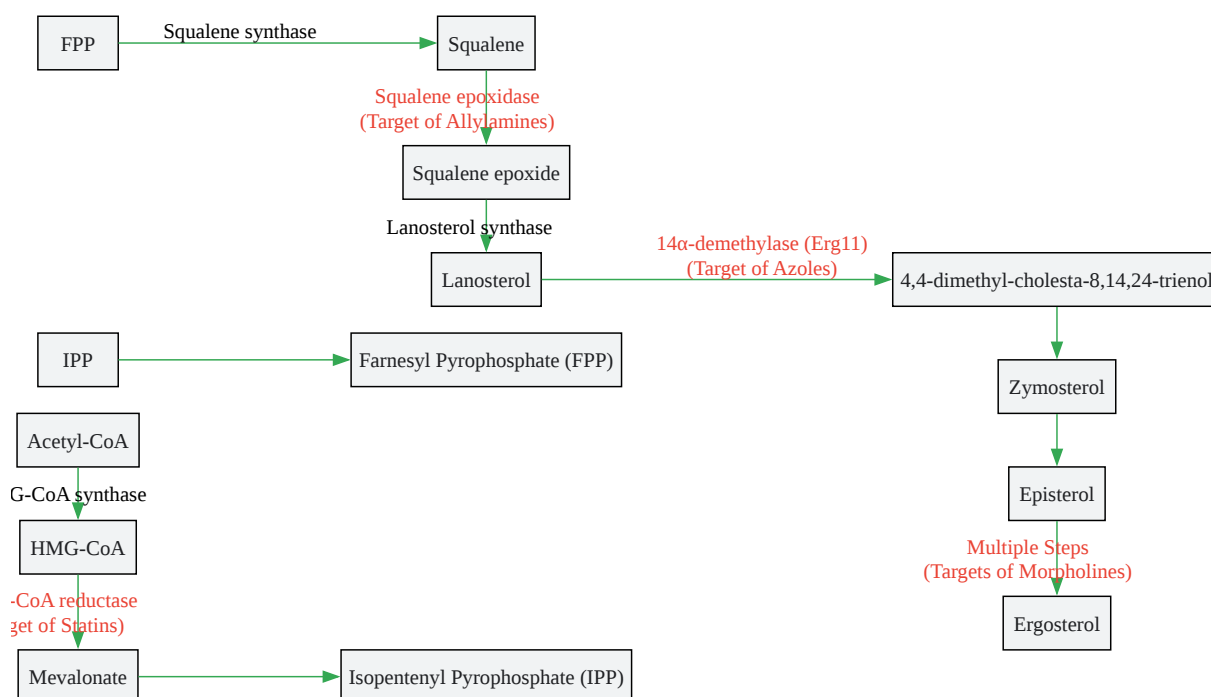 FPP
Squalene synthase
Squalene
Squalene epoxidase
(Target of Allylamines)
Squalene epoxide
Lanosterol synthase
Lanosterol
14α-demethylase (Erg11)
(Target of Azoles)
4,4-dimethyl-cholesta-8,14,24-trienol
IPP
Farnesyl Pyrophosphate (FPP)
Zymosterol
Acetyl-CoA
G-CoA synthase
HMG-CoA
Episterol
Multiple Steps
(Targets of Morpholines)
-CoA reductase
get of Statins)
Ergosterol
Mevalonate
Isopentenyl Pyrophosphate (IPP)